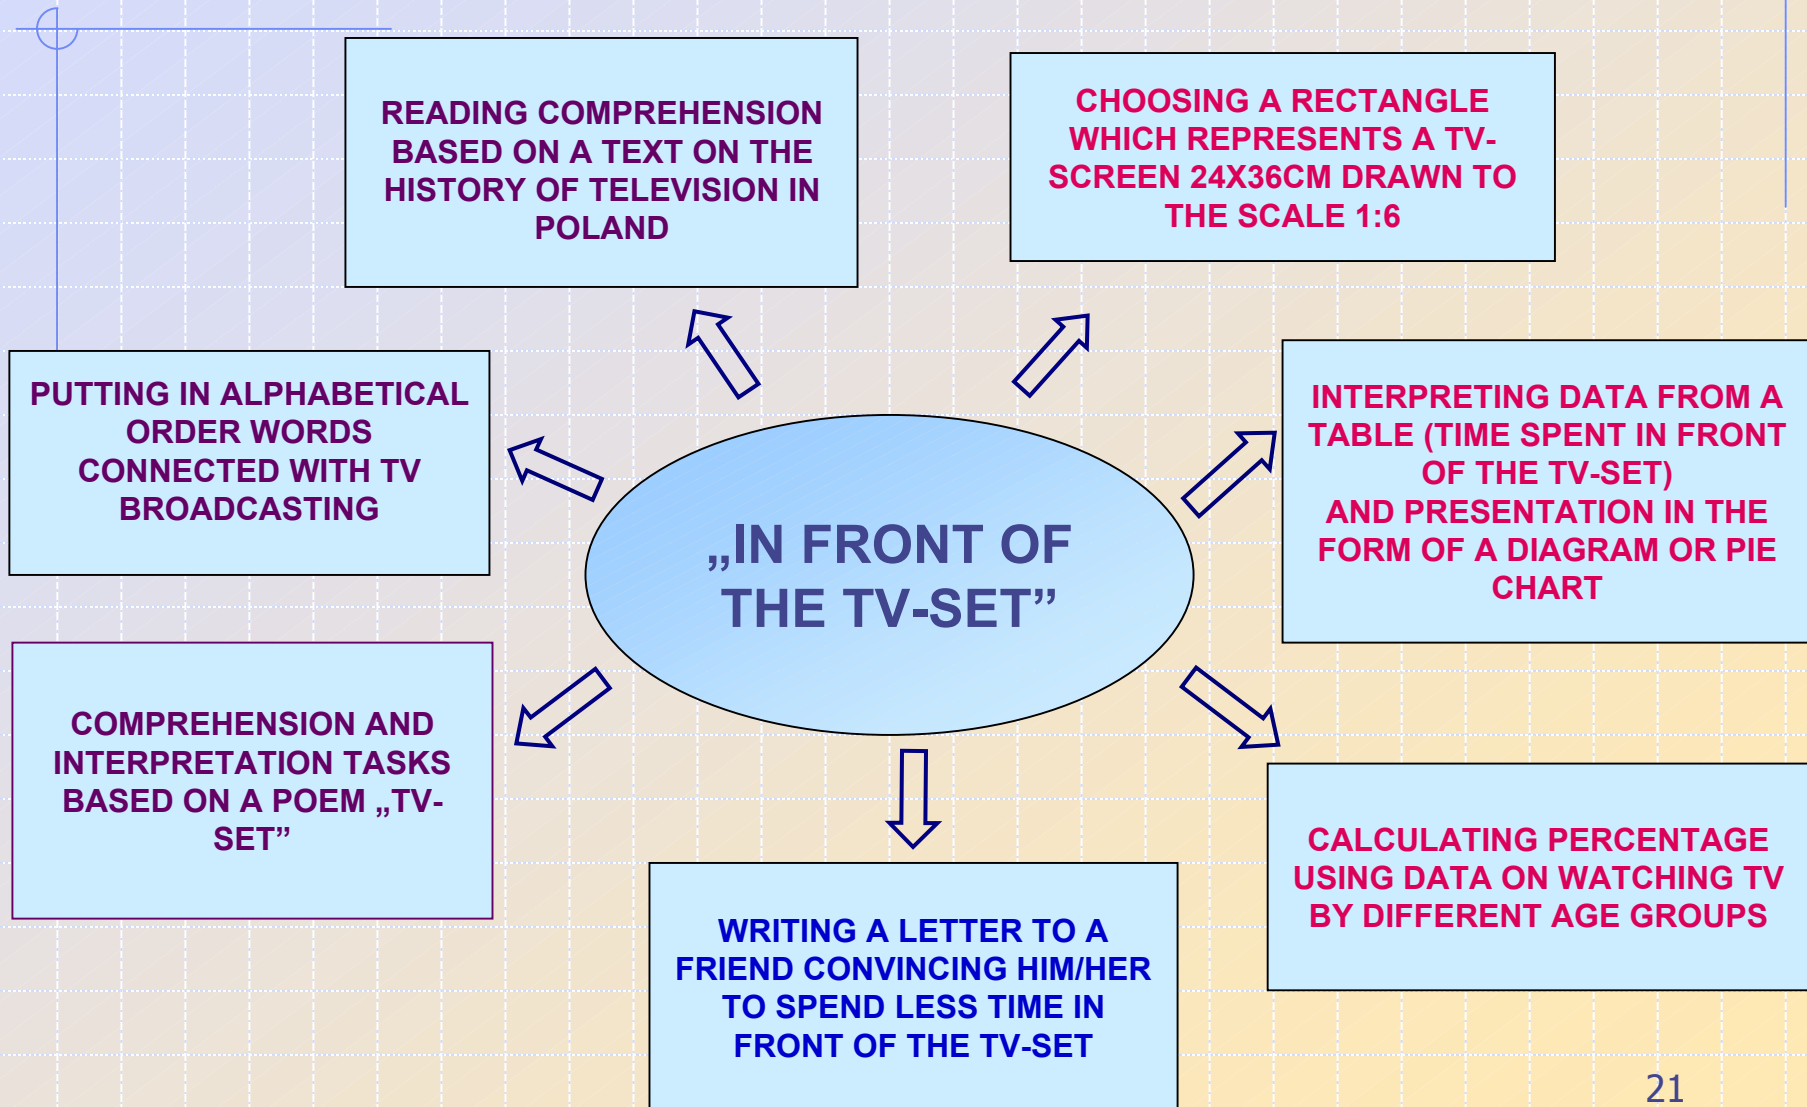 READING COMPREHENSION
BASED ON A TEXT ON THE
HISTORY OF TELEVISION IN
POLAND
CHOOSING A RECTANGLE
WHICH REPRESENTS A TV-
SCREEN 24X36CM DRAWN TO
THE SCALE 1:6
PUTTING IN ALPHABETICAL
ORDER WORDS
CONNECTED WITH TV
BROADCASTING
INTERPRETING DATA FROM A
TABLE (TIME SPENT IN FRONT
OF THE TV-SET)
AND PRESENTATION IN THE
FORM OF A DIAGRAM OR PIE
CHART
„IN FRONT OF
THE TV-SET”
COMPREHENSION AND
INTERPRETATION TASKS
BASED ON A POEM „TV-
SET”
CALCULATING PERCENTAGE
USING DATA ON WATCHING TV
BY DIFFERENT AGE GROUPS
WRITING A LETTER TO A
FRIEND CONVINCING HIM/HER
TO SPEND LESS TIME IN
FRONT OF THE TV-SET
21